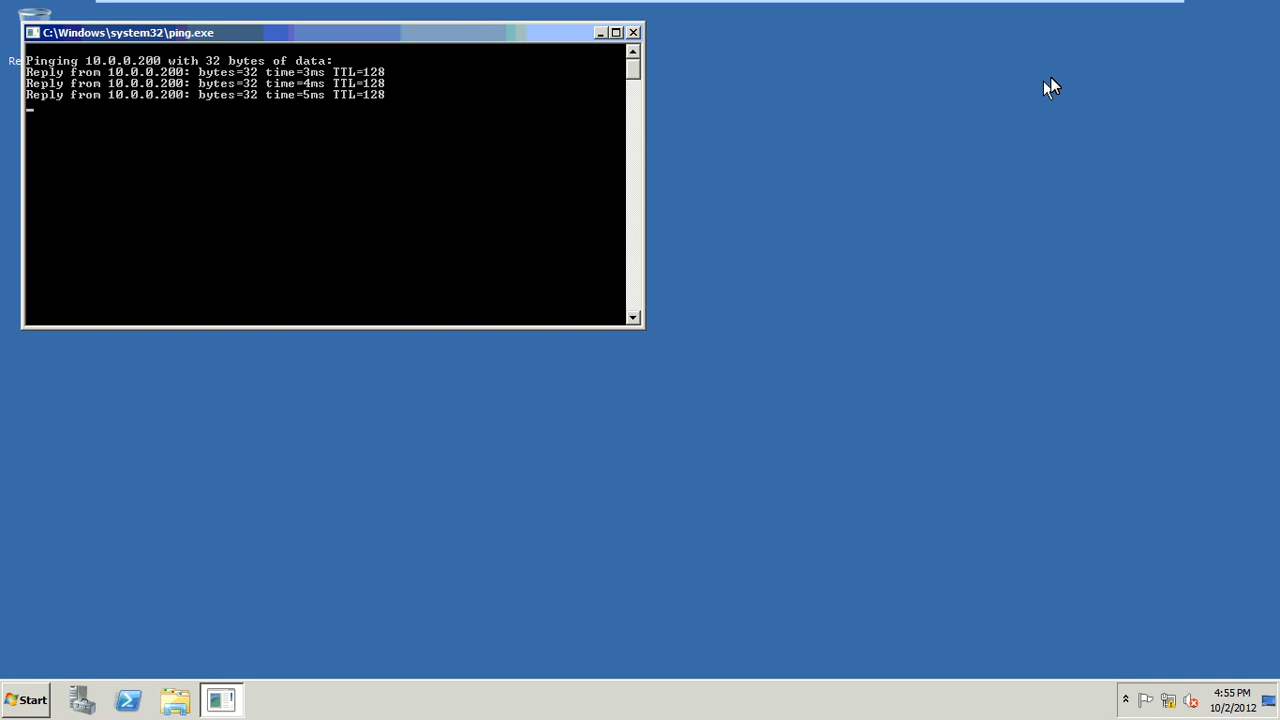 C:\Windows\system32\ping.exe
Re
Pinging 10.0.0.200 with 32 bytes of data:
Reply from 10.0.0.200: bytes=32 time=3ms TTL=128
Reply from 10.0.0.200: bytes=32 time=4ms TTL=128
Reply from 10.0.0.200: bytes=32 time=5ms TTL=128
Start
4:55 PM
10/2/2012